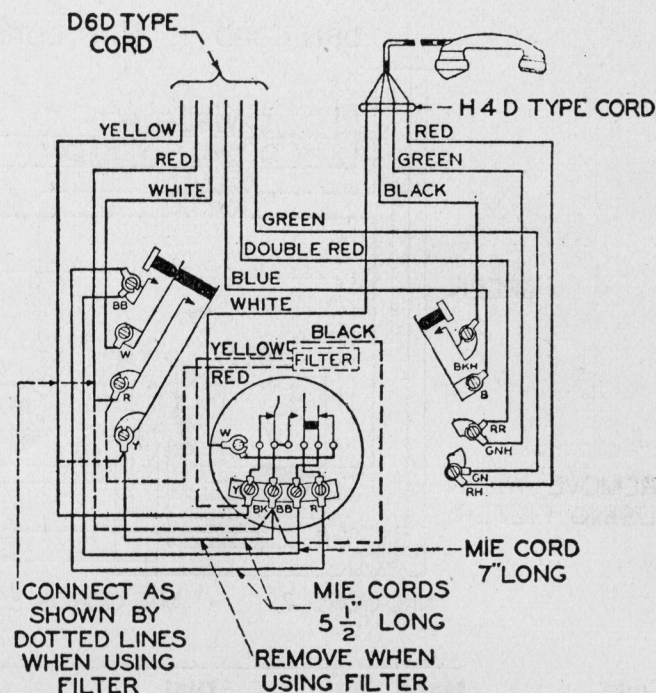 D6D TYPE
CORD
H4D TYPE CORD
YELLOW
RED
RED
GREEN
WHITE
BLACK
GREEN
DOUBLE RED
BLUE
WHITE
BB
W
R
Y
BLACK
YELLOW
FILTER
RED
BKH
B
RR
GNH
GN
RH.
W
Y
BK
BB
R
MIE CORD
7" LONG
MIE CORDS
5 1/2" LONG
CONNECT AS
SHOWN BY
DOTTED LINES
WHEN USING
FILTER
REMOVE WHEN
USING FILTER